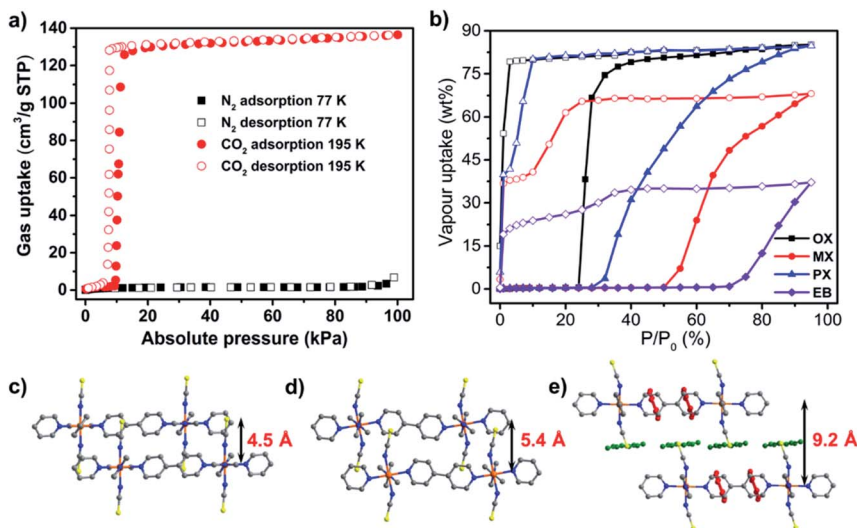 a)
140
120
100
80
60
40
20
0
Gas uptake (cm³/g STP)
N₂ adsorption 77 K
N₂ desorption 77 K
CO₂ adsorption 195 K
CO₂ desorption 195 K
0 20 40 60 80 100
Absolute pressure (kPa)
b)
90
75
60
45
30
15
0
Vapour uptake (wt%)
OX
MX
PX
EB
0 20 40 60 80 100
P/P₀ (%)
c)
4.5 Å
d)
5.4 Å
e)
9.2 Å